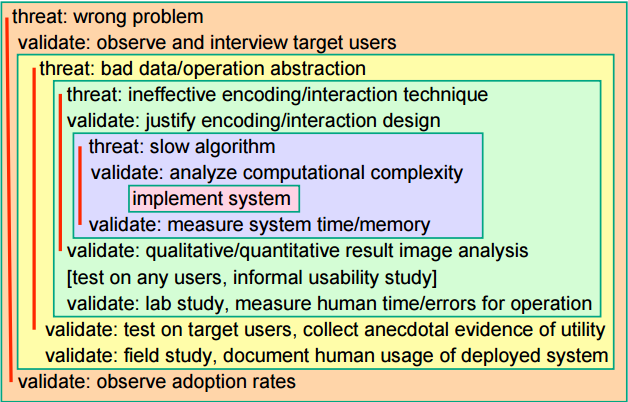 threat: wrong problem
validate: observe and interview target users
threat: bad data/operation abstraction
threat: ineffective encoding/interaction technique
validate: justify encoding/interaction design
threat: slow algorithm
validate: analyze computational complexity
implement system
validate: measure system time/memory
validate: qualitative/quantitative result image analysis
[test on any users, informal usability study]
validate: lab study, measure human time/errors for operation
validate: test on target users, collect anecdotal evidence of utility
validate: field study, document human usage of deployed system
validate: observe adoption rates